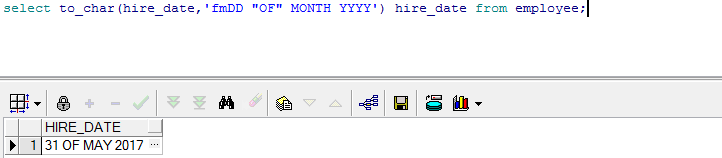 select to_char(hire_date,'fmDD "OF" MONTH YYYY') hire_date from employee;
HIRE_DATE
1 31 OF MAY 2017 ...